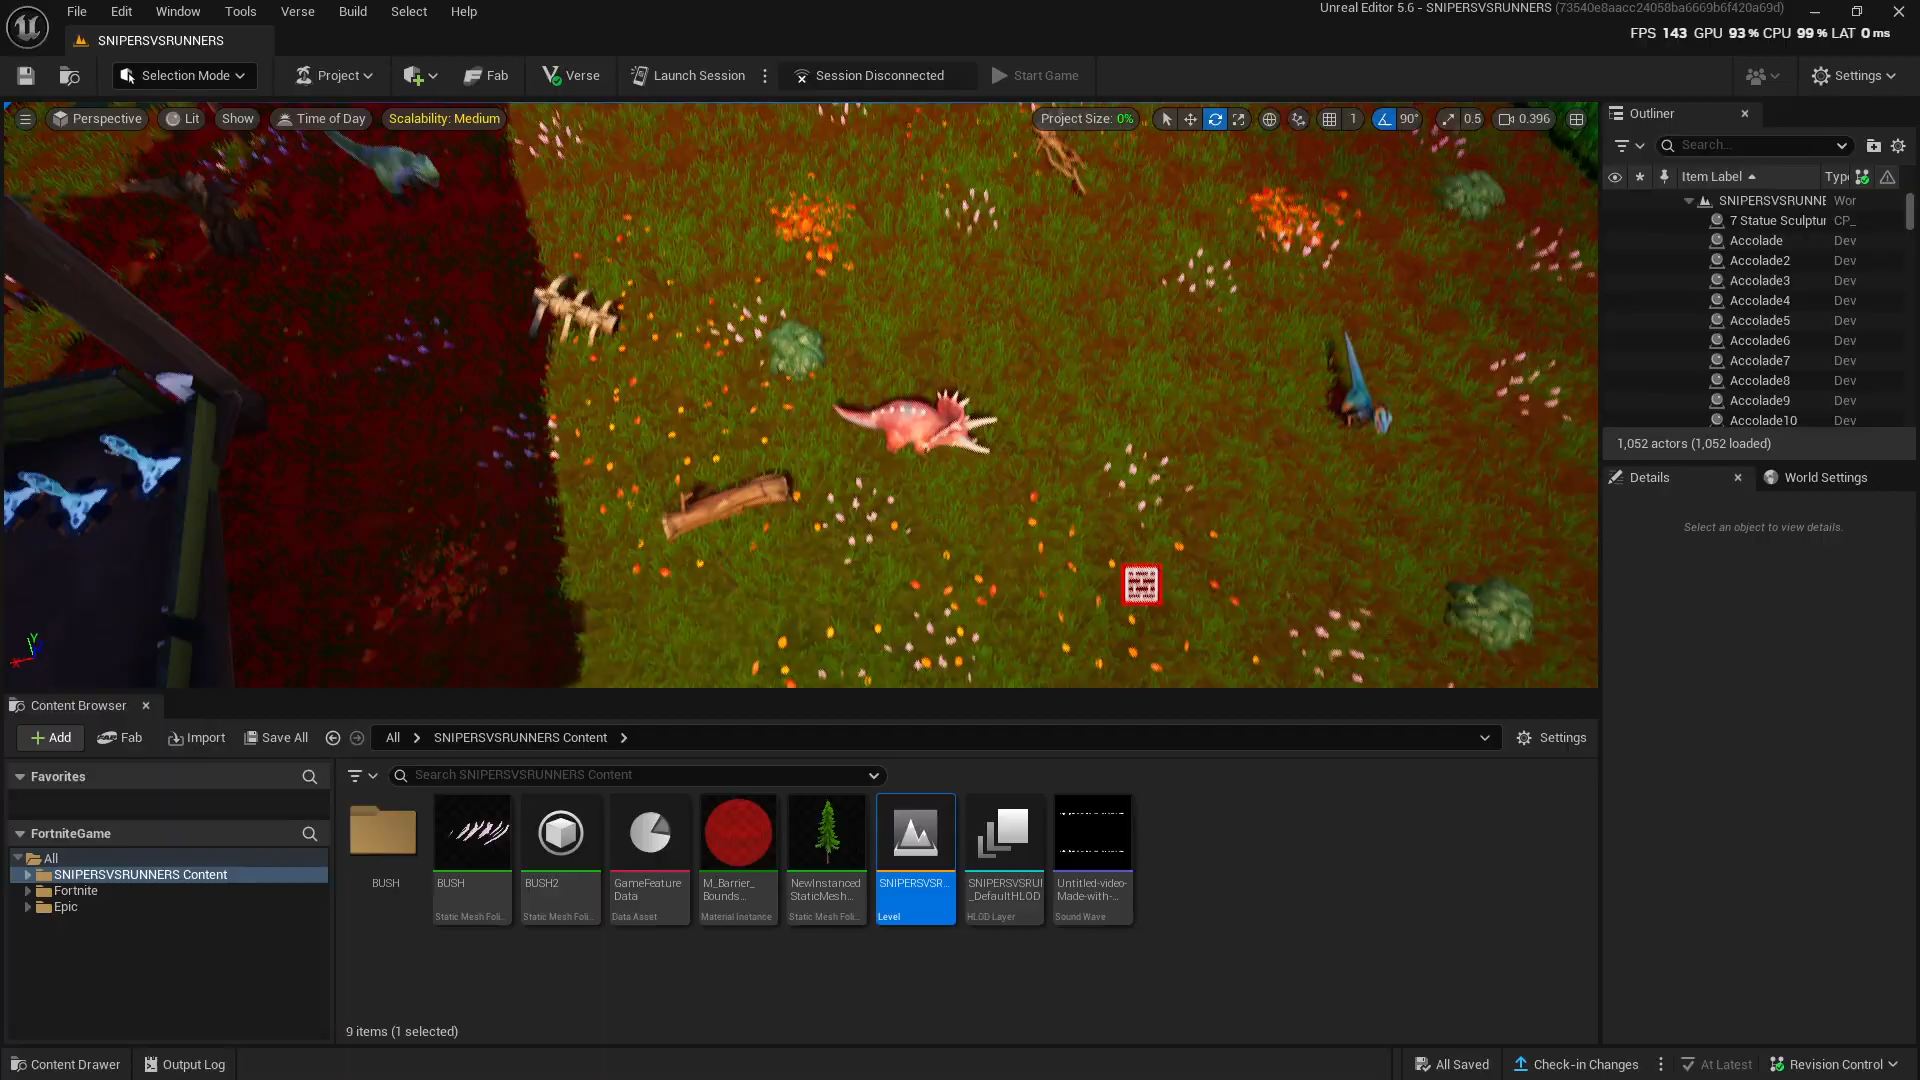 File Edit Window Tools Verse Build Select Help
Unreal Editor 5.6 - SNIPERSVSRUNNERS (73540e8aacc24058ba6669b6f420a69d)
SNIPERSVSRUNNERS
FPS 143 GPU 93 % CPU 99 % LAT 0 ms
Selection Mode Project Fab Verse Launch Session Session Disconnected Start Game Settings
Perspective Lit Show Time of Day Scalability: Medium Project Size: 0% 1 90° 0.5 0.396
Outliner
Search...
Item Label Typ
SNIPERSVSRUNNE Wor
7 Statue Sculptur CP_
Accolade Dev
Accolade2 Dev
Accolade3 Dev
Accolade4 Dev
Accolade5 Dev
Accolade6 Dev
Accolade7 Dev
Accolade8 Dev
Accolade9 Dev
Accolade10 Dev
1,052 actors (1,052 loaded)
Details World Settings
Select an object to view details.
Y
X
Content Browser
Add Fab Import Save All All SNIPERSVSRUNNERS Content Settings
Favorites
Search SNIPERSVSRUNNERS Content
FortniteGame
All
SNIPERSVSRUNNERS Content
Fortnite
Epic
BUSH
BUSH
Static Mesh Foli...
BUSH2
Static Mesh Foli...
GameFeature
Data
Data Asset
M_Barrier_
Bounds...
Material Instance
NewInstanced
StaticMesh...
Static Mesh Foli...
SNIPERSVSR...
Level
SNIPERSVSRUI
_DefaultHLOD
HLOD Layer
Untitled-video-
Made-with-...
Sound Wave
9 items (1 selected)
Content Drawer Output Log All Saved Check-in Changes At Latest Revision Control